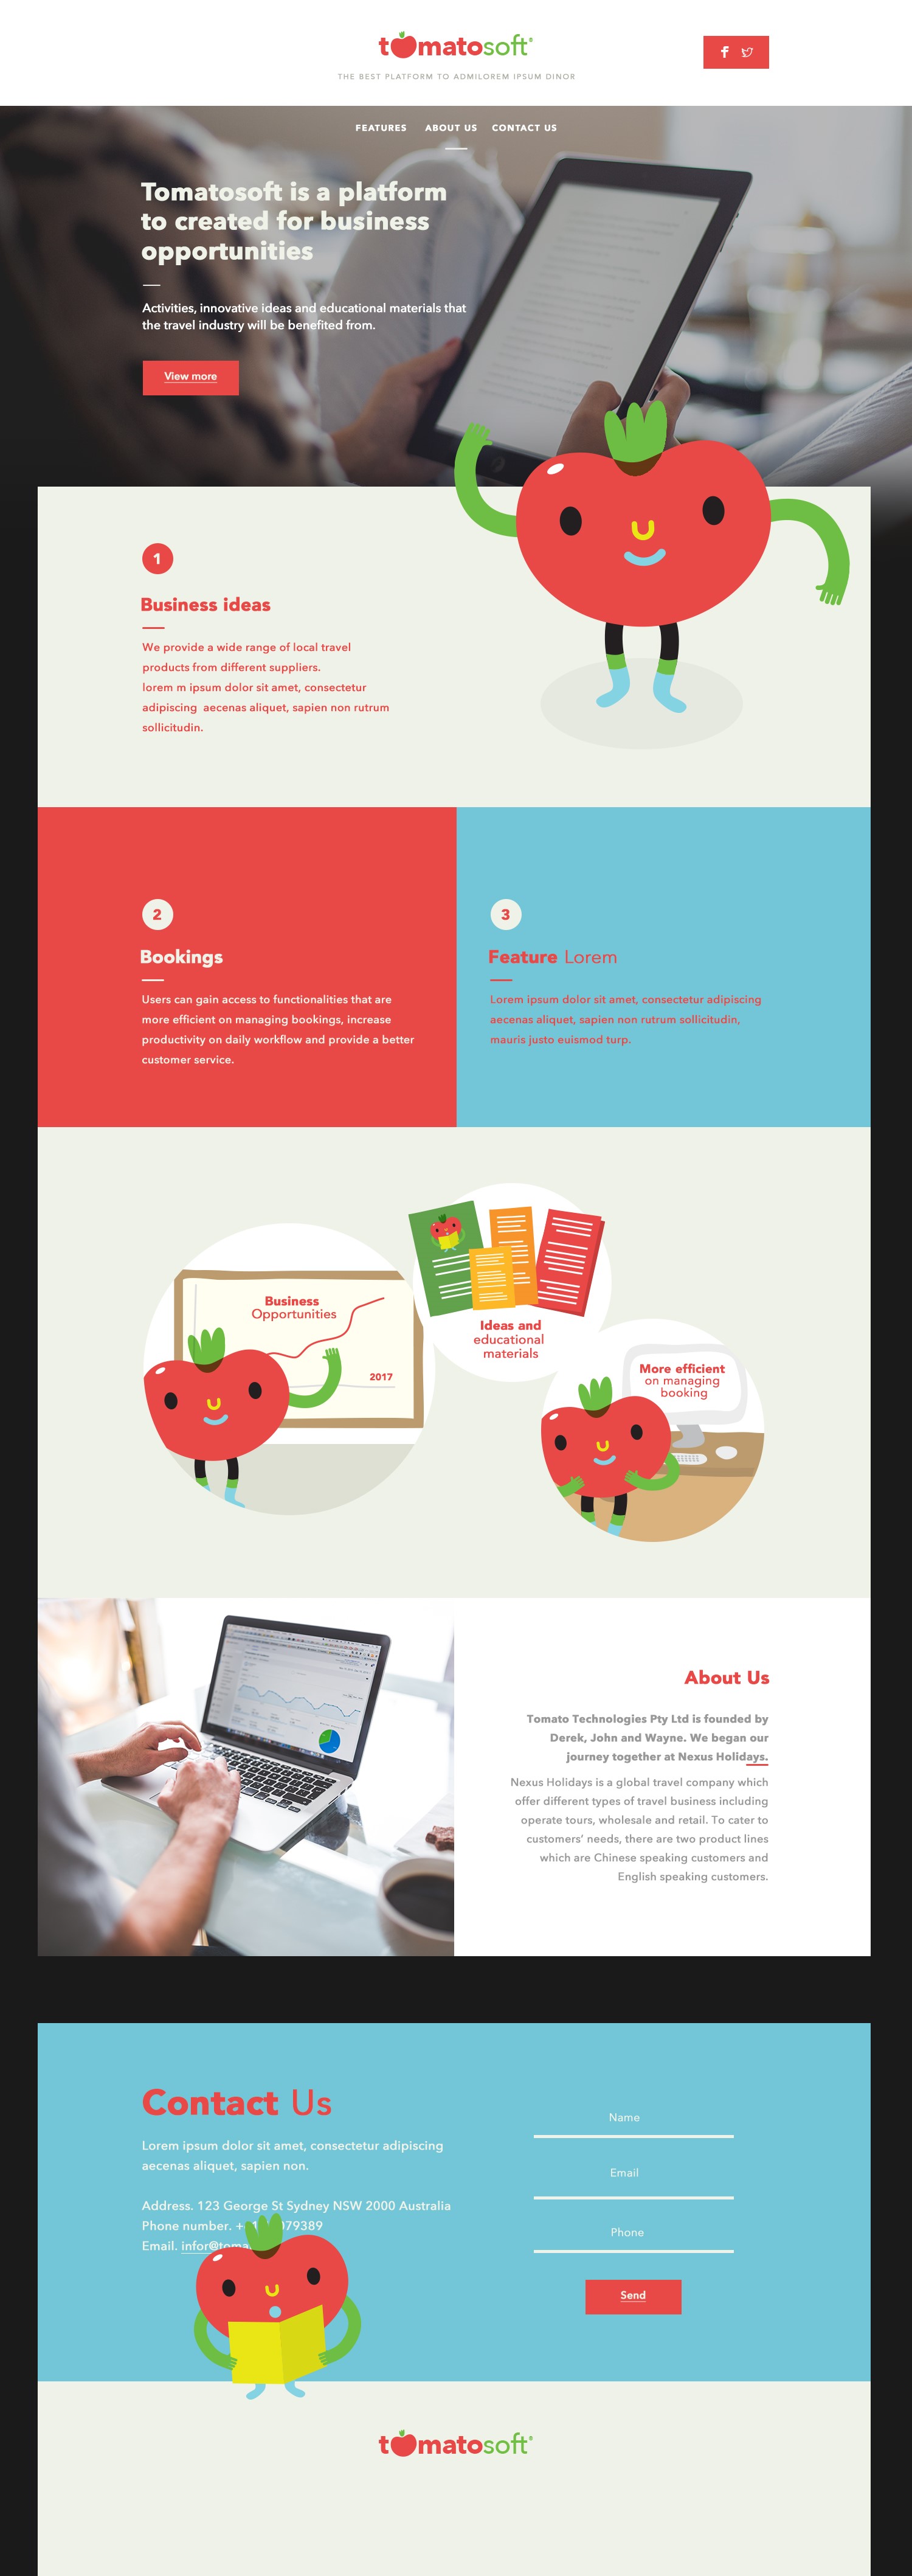 tomatosoft
THE BEST PLATFORM TO ADMILOREM IPSUM DINOR
FEATURES ABOUT US CONTACT US
Tomatosoft is a platform
to created for business
opportunities
Activities, innovative ideas and educational materials that
the travel industry will be benefited from.
View more
1
Business ideas
We provide a wide range of local travel
products from different suppliers.
lorem m ipsum dolor sit amet, consectetur
adipiscing aecenas aliquet, sapien non rutrum
sollicitudin.
2
Bookings
Users can gain access to functionalities that are
more efficient on managing bookings, increase
productivity on daily workflow and provide a better
customer service.
3
Feature Lorem
Lorem ipsum dolor sit amet, consectetur adipiscing
aecenas aliquet, sapien non rutrum sollicitudin,
mauris justo euismod turp.
Business
Opportunities
2017
Ideas and
educational
materials
More efficient
on managing
booking
About Us
Tomato Technologies Pty Ltd is founded by
Derek, John and Wayne. We began our
journey together at Nexus Holidays.
Nexus Holidays is a global travel company which
offer different types of travel business including
operate tours, wholesale and retail. To cater to
customers' needs, there are two product lines
which are Chinese speaking customers and
English speaking customers.
Contact Us
Lorem ipsum dolor sit amet, consectetur adipiscing
aecenas aliquet, sapien non.
Address. 123 George St Sydney NSW 2000 Australia
Phone number.
Email.
Name
Email
Phone
Send
tomatosoft